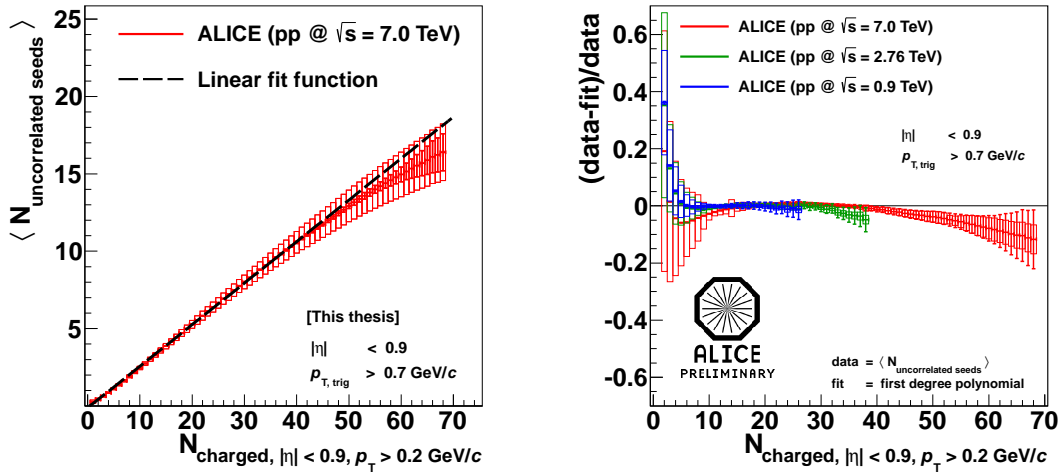 ⟨ N_uncorrelated seeds ⟩
25
20
15
10
5
ALICE (pp @ √s = 7.0 TeV)
Linear fit function
[This thesis]
|η| < 0.9
p_T, trig > 0.7 GeV/c
0 10 20 30 40 50 60 70
N_charged, |η| < 0.9, p_T > 0.2 GeV/c
(data-fit)/data
0.6
0.4
0.2
0
-0.2
-0.4
-0.6
ALICE (pp @ √s = 7.0 TeV)
ALICE (pp @ √s = 2.76 TeV)
ALICE (pp @ √s = 0.9 TeV)
|η| < 0.9
p_T, trig > 0.7 GeV/c
ALICE
PRELIMINARY
data = ⟨ N_uncorrelated seeds ⟩
fit = first degree polynomial
0 10 20 30 40 50 60 70
N_charged, |η| < 0.9, p_T > 0.2 GeV/c